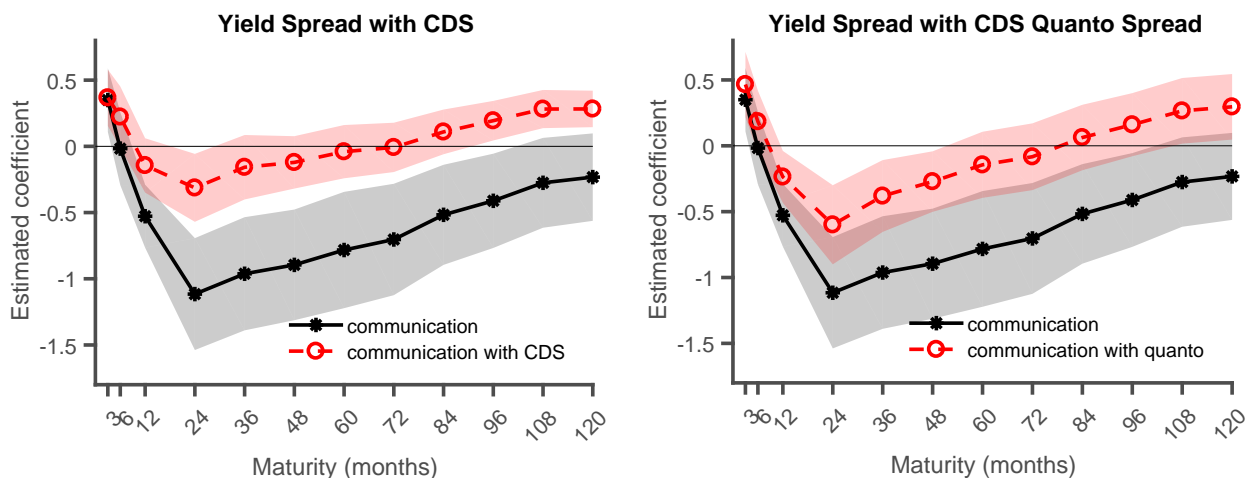 Yield Spread with CDS
Estimated coefficient
0.5
0
-0.5
-1
-1.5
3 6 12 24 36 48 60 72 84 96 108 120
Maturity (months)
communication
communication with CDS
Yield Spread with CDS Quanto Spread
Estimated coefficient
0.5
0
-0.5
-1
-1.5
3 6 12 24 36 48 60 72 84 96 108 120
Maturity (months)
communication
communication with quanto